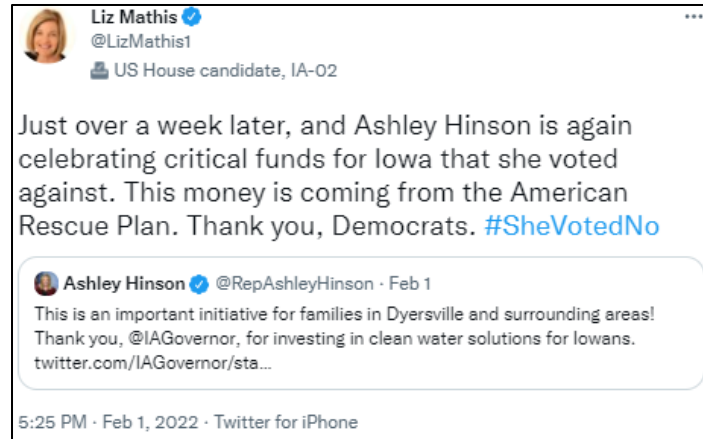 Liz Mathis
@LizMathis1
US House candidate, IA-02
Just over a week later, and Ashley Hinson is again
celebrating critical funds for Iowa that she voted
against. This money is coming from the American
Rescue Plan. Thank you, Democrats. #SheVotedNo
Ashley Hinson @RepAshleyHinson · Feb 1
This is an important initiative for families in Dyersville and surrounding areas!
Thank you, @IAGovernor, for investing in clean water solutions for Iowans.
twitter.com/IAGovernor/sta...
5:25 PM · Feb 1, 2022 · Twitter for iPhone